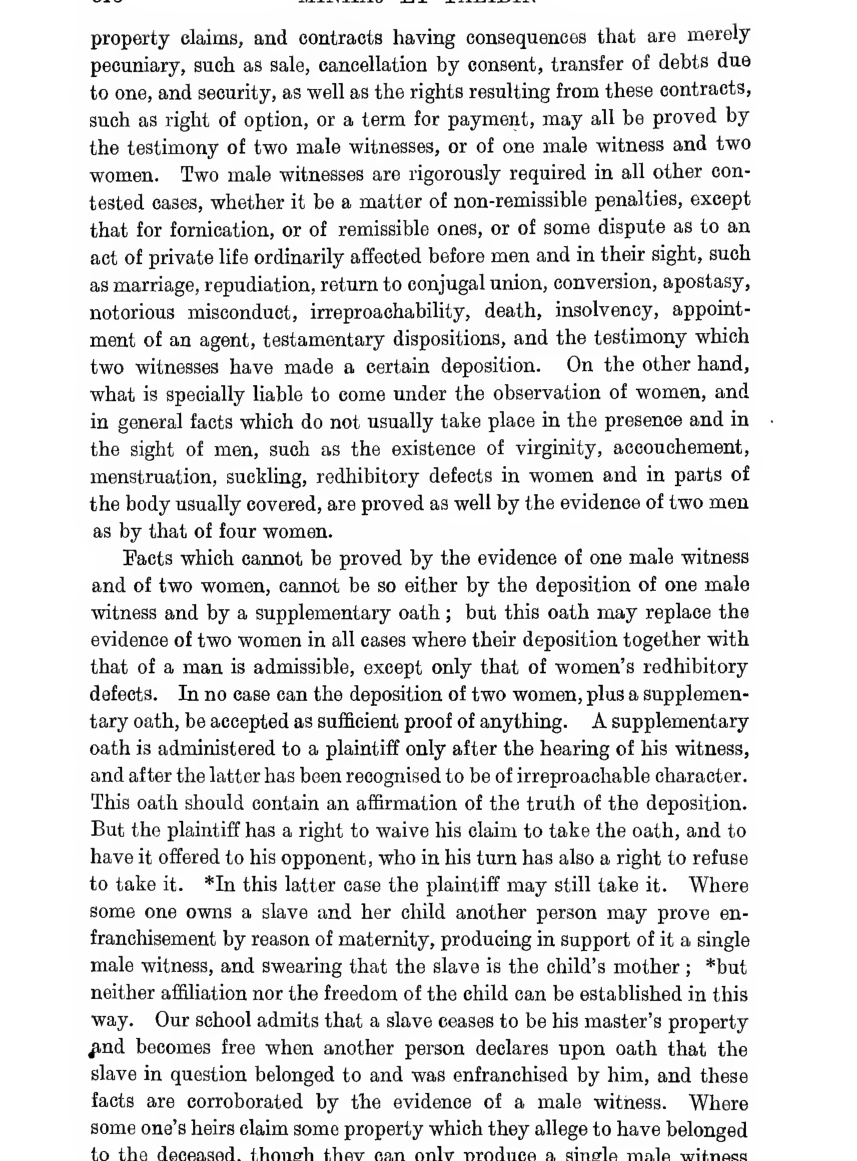 property claims, and contracts having consequences that are merely
pecuniary, such as sale, cancellation by consent, transfer of debts due
to one, and security, as well as the rights resulting from these contracts,
such as right of option, or a term for payment, may all be proved by
the testimony of two male witnesses, or of one male witness and two
women. Two male witnesses are rigorously required in all other con-
tested cases, whether it be a matter of non-remissible penalties, except
that for fornication, or of remissible ones, or of some dispute as to an
act of private life ordinarily affected before men and in their sight, such
as marriage, repudiation, return to conjugal union, conversion, apostasy,
notorious misconduct, irreproachability, death, insolvency, appoint-
ment of an agent, testamentary dispositions, and the testimony which
two witnesses have made a certain deposition. On the other hand,
what is specially liable to come under the observation of women, and
in general facts which do not usually take place in the presence and in
the sight of men, such as the existence of virginity, accouchement,
menstruation, suckling, redhibitory defects in women and in parts of
the body usually covered, are proved as well by the evidence of two men
as by that of four women.
Facts which cannot be proved by the evidence of one male witness
and of two women, cannot be so either by the deposition of one male
witness and by a supplementary oath ; but this oath may replace the
evidence of two women in all cases where their deposition together with
that of a man is admissible, except only that of women's redhibitory
defects. In no case can the deposition of two women, plus a supplemen-
tary oath, be accepted as sufficient proof of anything. A supplementary
oath is administered to a plaintiff only after the hearing of his witness,
and after the latter has been recognised to be of irreproachable character.
This oath should contain an affirmation of the truth of the deposition.
But the plaintiff has a right to waive his claim to take the oath, and to
have it offered to his opponent, who in his turn has also a right to refuse
to take it. *In this latter case the plaintiff may still take it. Where
some one owns a slave and her child another person may prove en-
franchisement by reason of maternity, producing in support of it a single
male witness, and swearing that the slave is the child's mother ; *but
neither affiliation nor the freedom of the child can be established in this
way. Our school admits that a slave ceases to be his master's property
and becomes free when another person declares upon oath that the
slave in question belonged to and was enfranchised by him, and these
facts are corroborated by the evidence of a male witness. Where
some one's heirs claim some property which they allege to have belonged
to the deceased, though they can only produce a single male witness